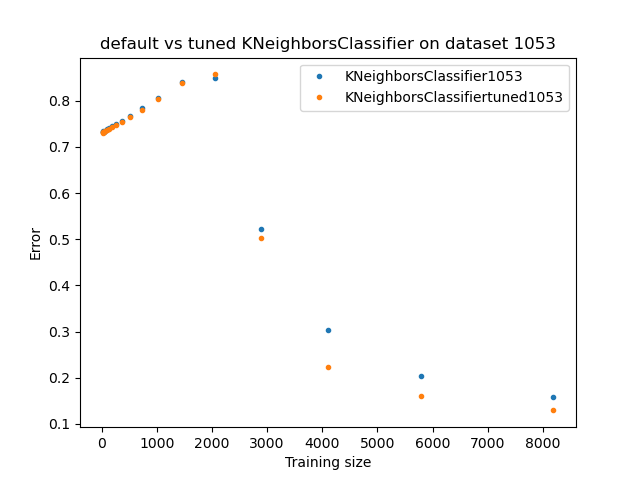 default vs tuned KNeighborsClassifier on dataset 1053
KNeighborsClassifier1053
KNeighborsClassifiertuned1053
Error
0.8
0.7
0.6
0.5
0.4
0.3
0.2
0.1
0 1000 2000 3000 4000 5000 6000 7000 8000
Training size